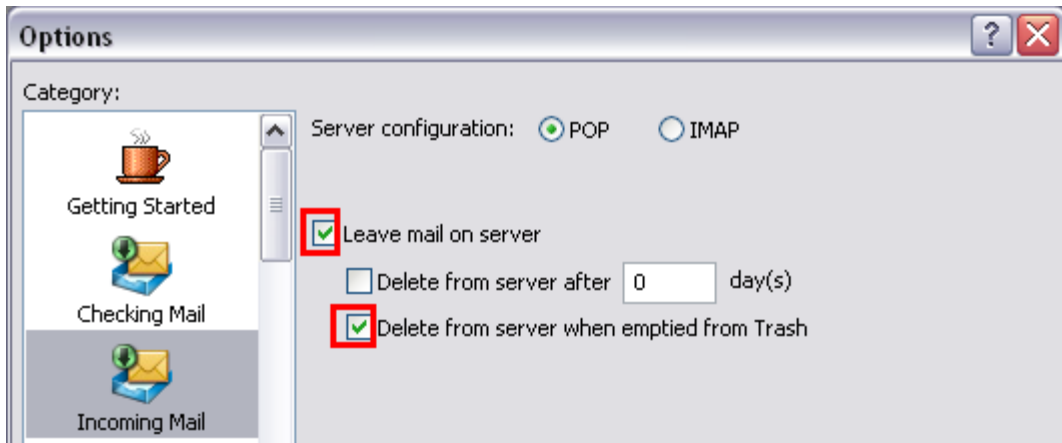 Options
Category:
Getting Started
Checking Mail
Incoming Mail
Server configuration: POP IMAP
Leave mail on server
Delete from server after 0 day(s)
Delete from server when emptied from Trash